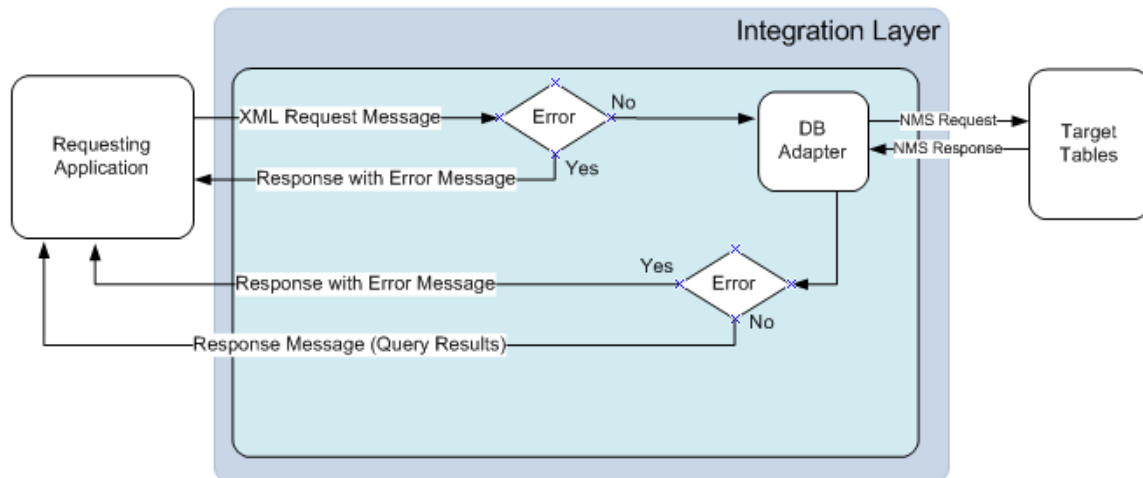 Integration Layer
Requesting
Application
XML Request Message
Error
No
Yes
Response with Error Message
DB
Adapter
NMS Request
NMS Response
Target
Tables
Error
Yes
Response with Error Message
No
Response Message (Query Results)